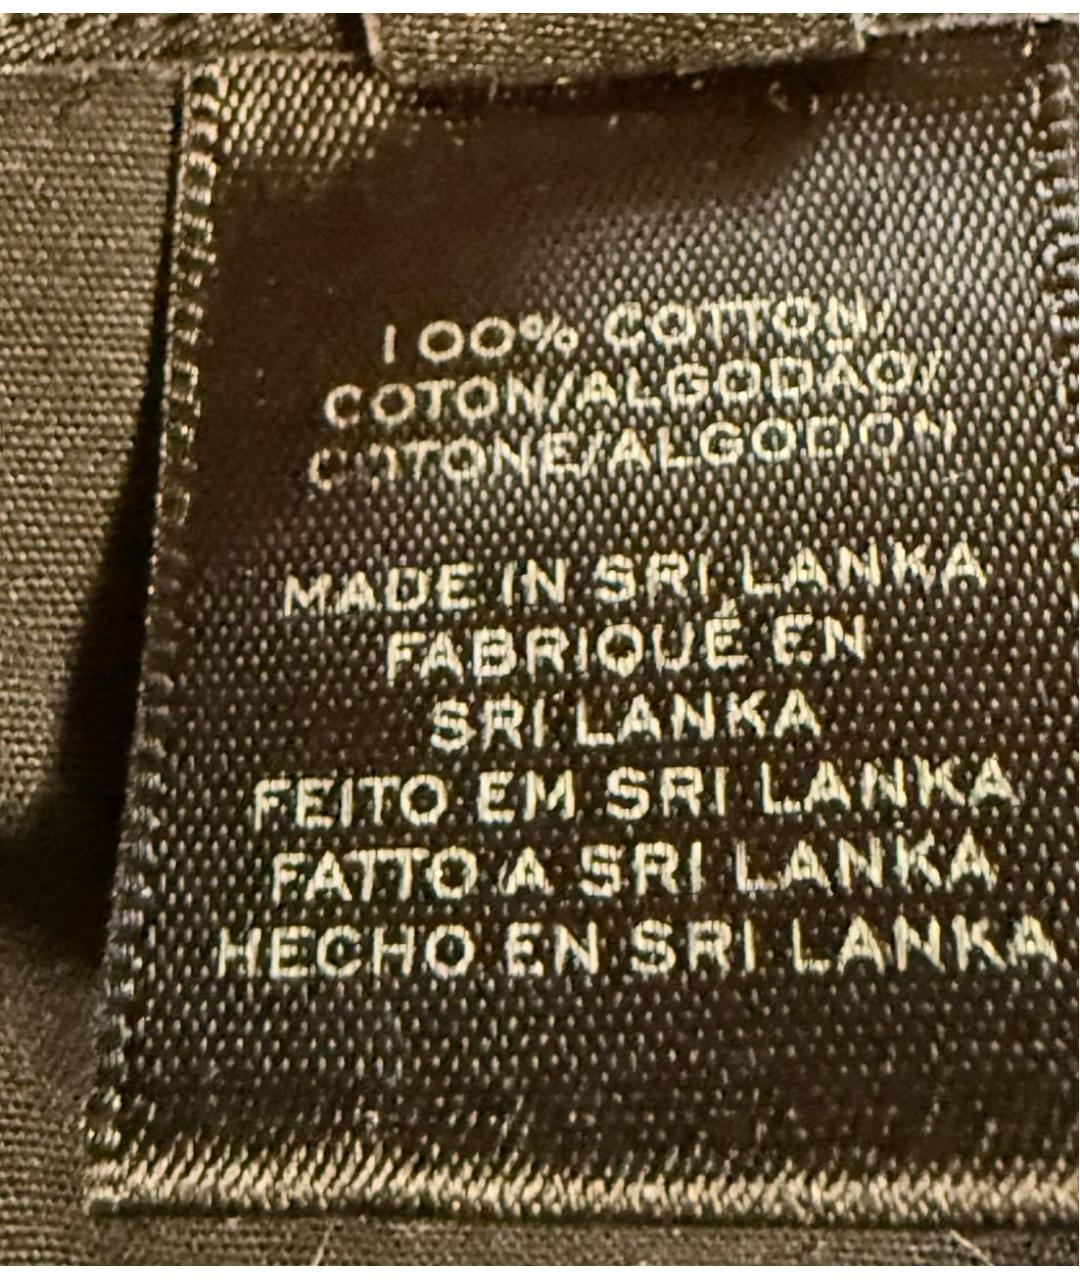 100% COTTON/
COTON/ALGODÃO/
COTONE/ALGODÓN
MADE IN SRI LANKA
FABRIQUÉ EN
SRI LANKA
FEITO EM SRI LANKA
FATTO A SRI LANKA
HECHO EN SRI LANKA